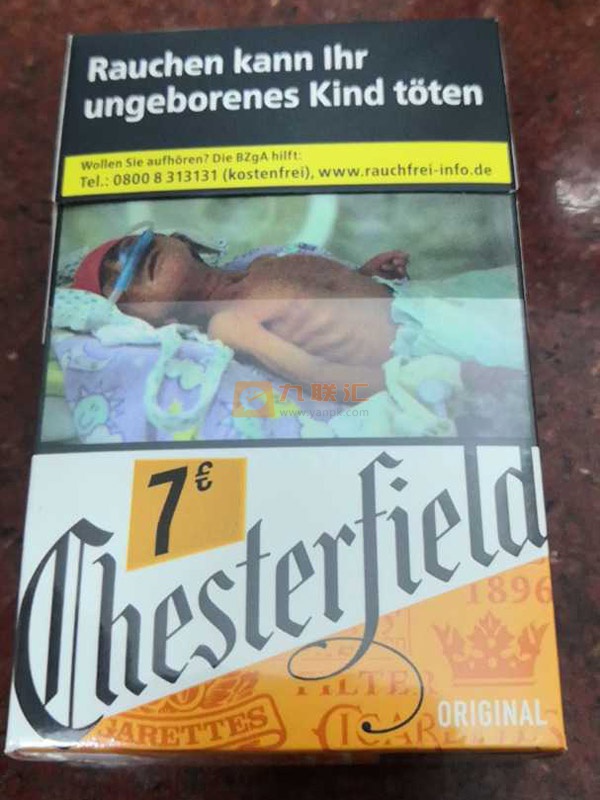 Rauchen kann Ihr
ungeborenes Kind töten
Wollen Sie aufhören? Die BZgA hilft:
Tel.: 0800 8 313131 (kostenfrei), www.rauchfrei-info.de
九联汇
www.yanpk.com
7€
Chesterfield
1896
FILTER
CIGARETTES
ORIGINAL